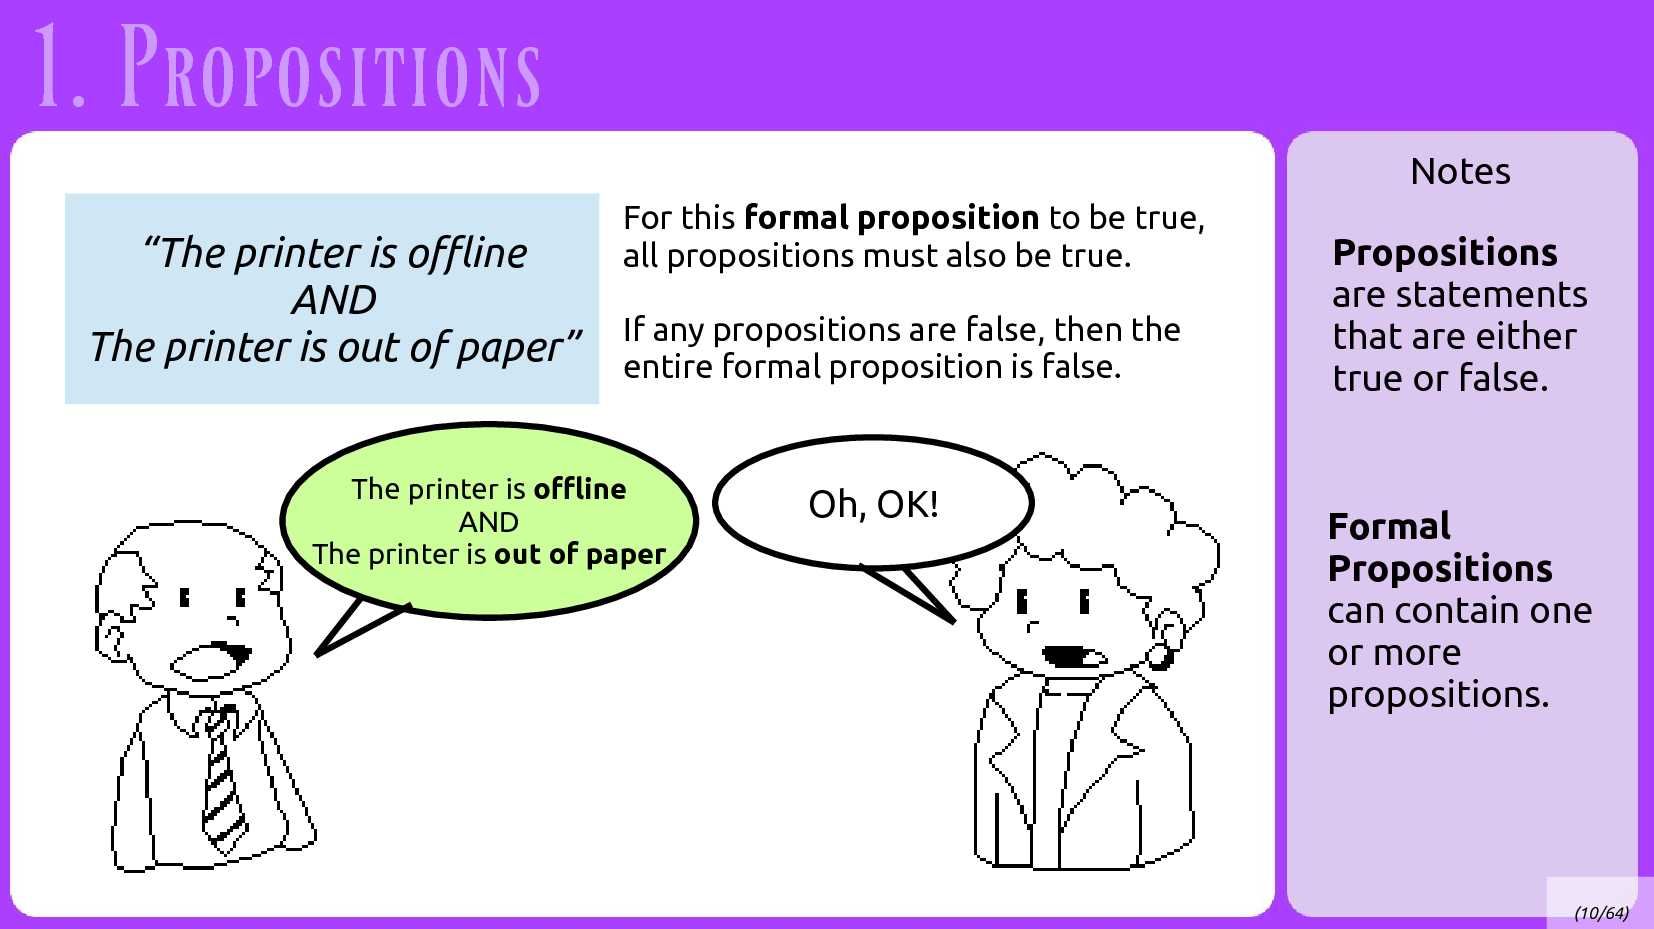 1. Propositions
“The printer is offline
AND
The printer is out of paper”
For this formal proposition to be true,
all propositions must also be true.
If any propositions are false, then the
entire formal proposition is false.
The printer is offline
AND
The printer is out of paper
Oh, OK!
Notes
Propositions
are statements
that are either
true or false.
Formal
Propositions
can contain one
or more
propositions.
(10/64)